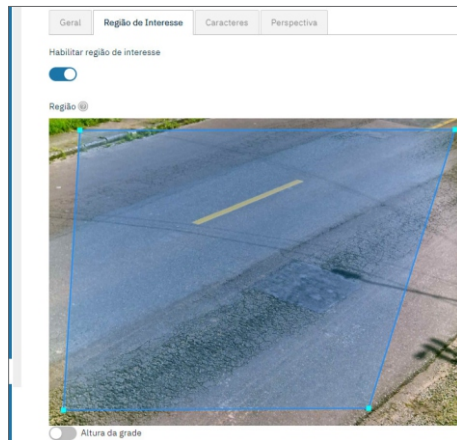 Geral Região de Interesse Caracteres Perspectiva
Habilitar região de interesse
Região
Altura da grade